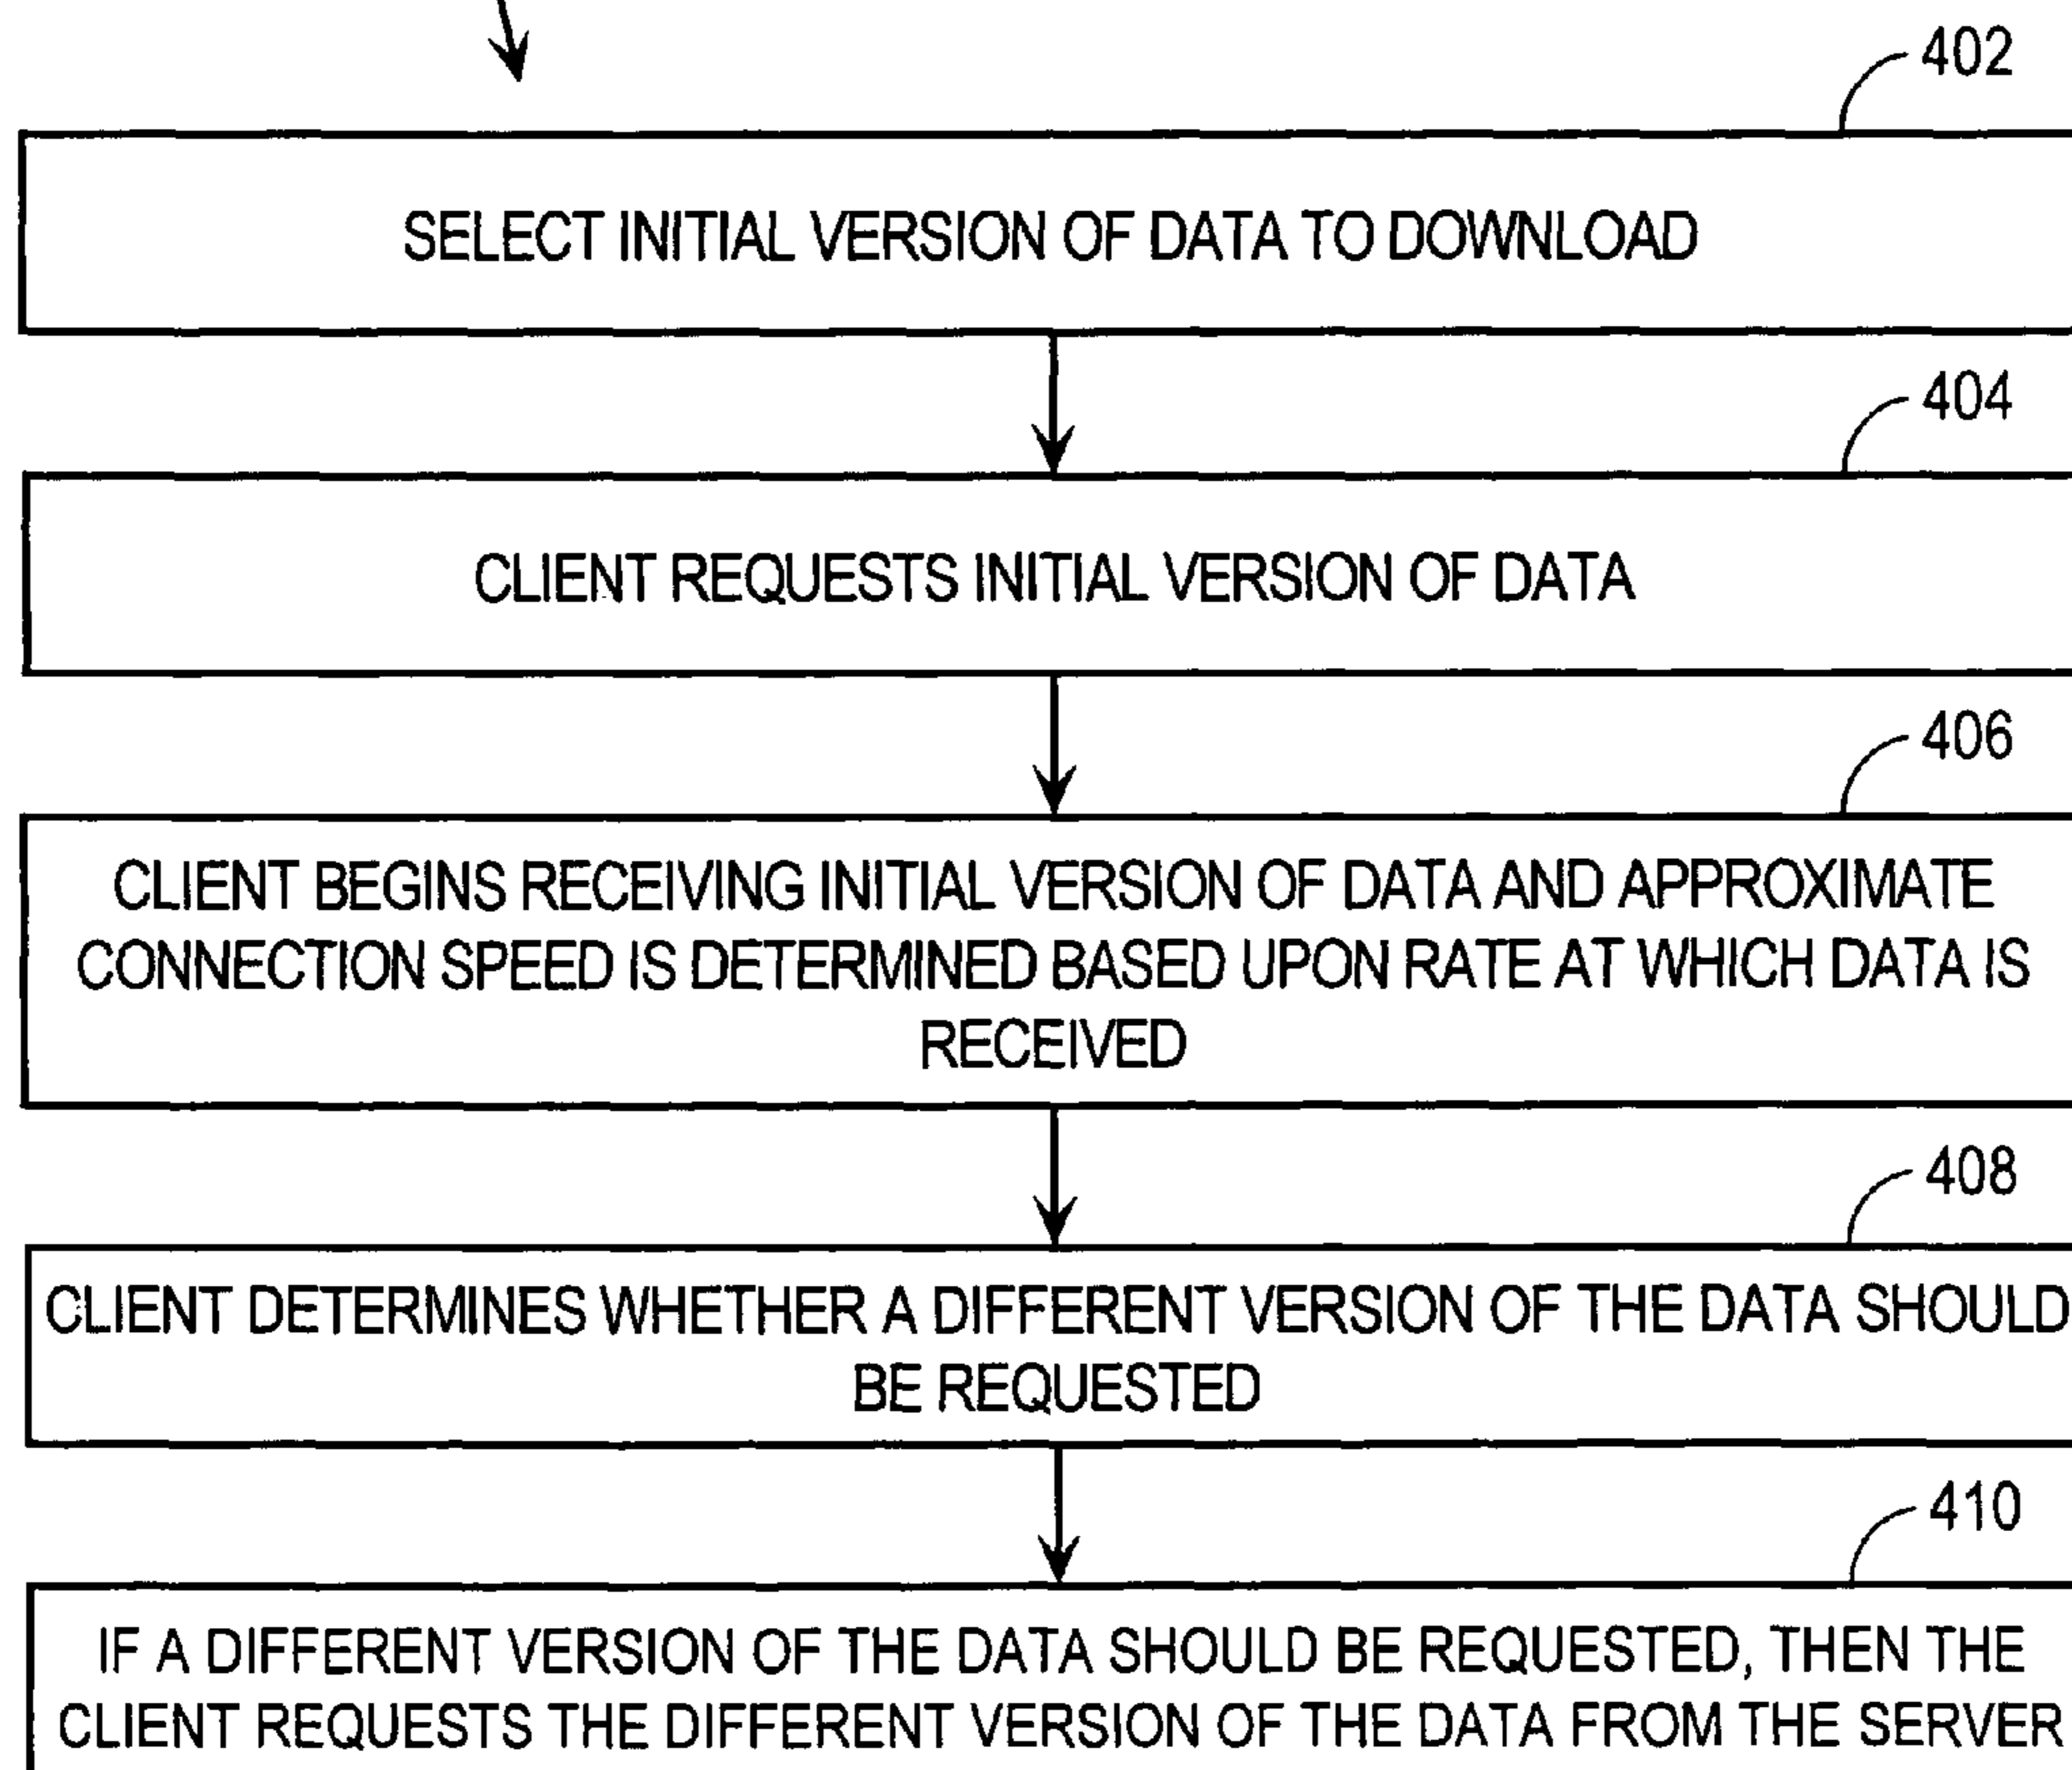 402
SELECT INITIAL VERSION OF DATA TO DOWNLOAD
404
CLIENT REQUESTS INITIAL VERSION OF DATA
406
CLIENT BEGINS RECEIVING INITIAL VERSION OF DATA AND APPROXIMATE
CONNECTION SPEED IS DETERMINED BASED UPON RATE AT WHICH DATA IS
RECEIVED
408
CLIENT DETERMINES WHETHER A DIFFERENT VERSION OF THE DATA SHOULD
BE REQUESTED
410
IF A DIFFERENT VERSION OF THE DATA SHOULD BE REQUESTED, THEN THE
CLIENT REQUESTS THE DIFFERENT VERSION OF THE DATA FROM THE SERVER